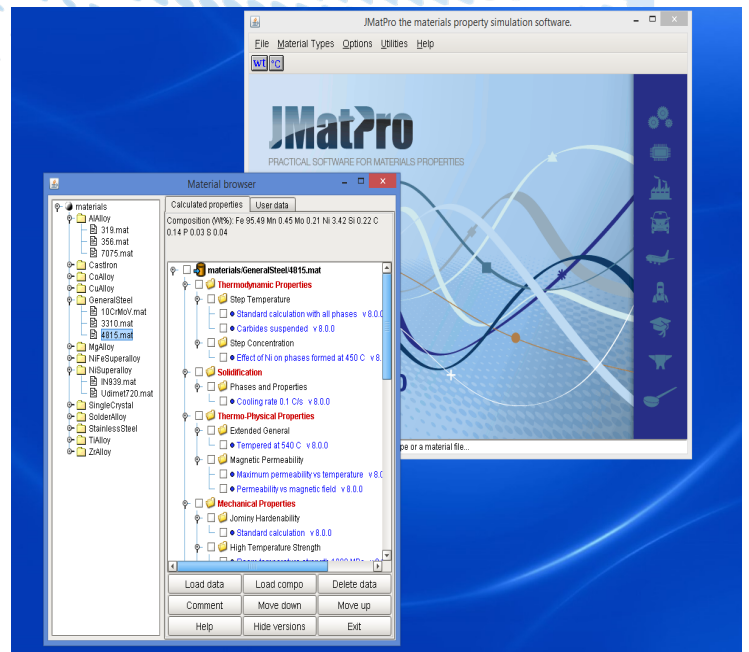 JMatPro the materials property simulation software.
File Material Types Options Utilities Help
wt °C
JMatPro
PRACTICAL SOFTWARE FOR MATERIALS PROPERTIES
Material browser
materials
AlAlloy
319.mat
356.mat
7075.mat
CastIron
CoAlloy
CuAlloy
GeneralSteel
10CrMoV.mat
3310.mat
4815.mat
MgAlloy
NiFeSuperalloy
NiSuperalloy
IN939.mat
Udimet720.mat
SingleCrystal
SolderAlloy
StainlessSteel
TiAlloy
ZrAlloy
Calculated properties User data
Composition (Wt%): Fe 95.49 Mn 0.45 Mo 0.21 Ni 3.42 Si 0.22 C
0.14 P 0.03 S 0.04
materials/GeneralSteel/4815.mat
Thermodynamic Properties
Step Temperature
Standard calculation with all phases v 8.0.0
Carbides suspended v 8.0.0
Step Concentration
Effect of Ni on phases formed at 450 C v 8.
Solidification
Phases and Properties
Cooling rate 0.1 C/s v 8.0.0
Thermo-Physical Properties
Extended General
Tempered at 540 C v 8.0.0
Magnetic Permeability
Maximum permeability vs temperature v 8.0
Permeability vs magnetic field v 8.0.0
Mechanical Properties
Jominy Hardenability
Standard calculation v 8.0.0
High Temperature Strength
pe or a material file...
Load data Load compo Delete data
Comment Move down Move up
Help Hide versions Exit